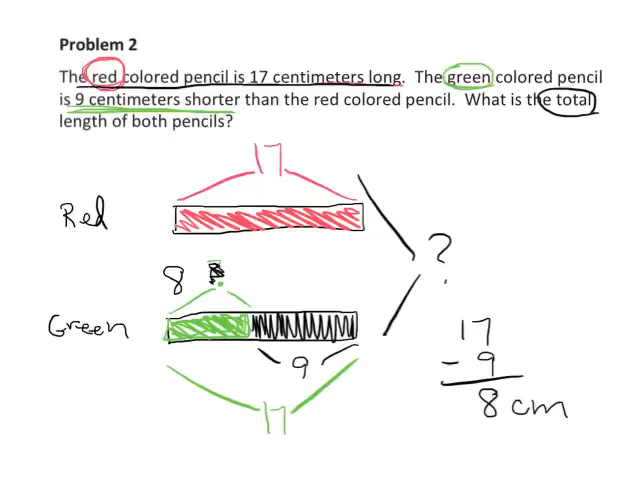 Problem 2
The red colored pencil is 17 centimeters long. The green colored pencil
is 9 centimeters shorter than the red colored pencil. What is the total
length of both pencils?
17
Red
?
8
Green
9
17
17
- 9
8 cm